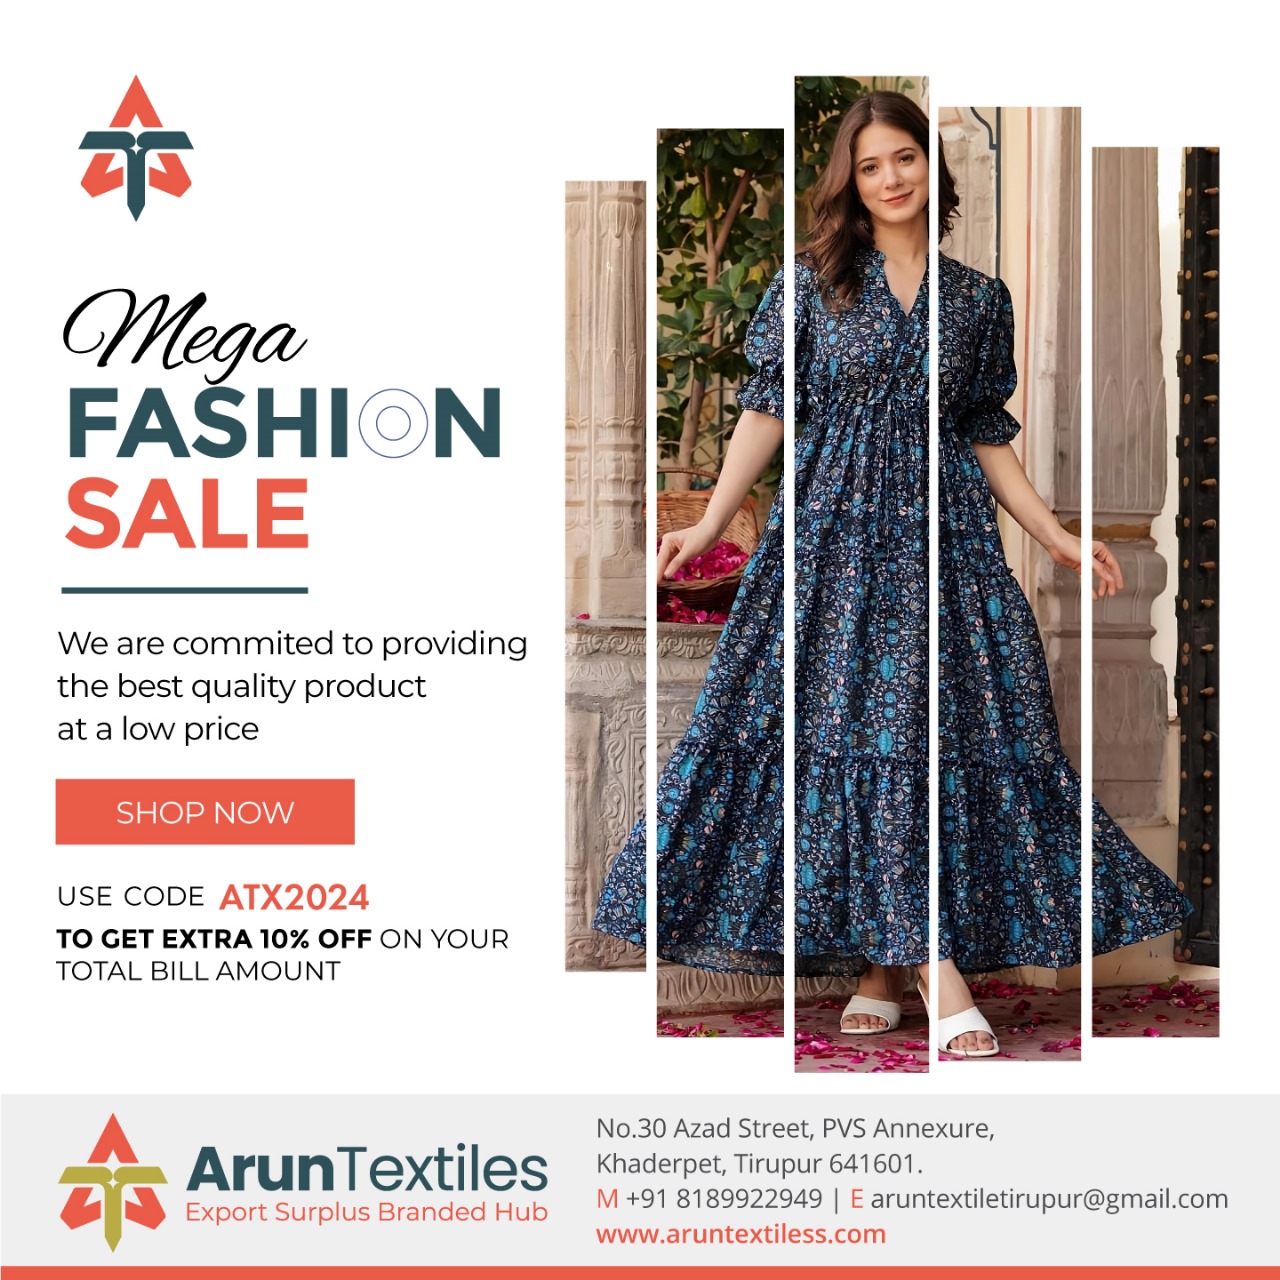 Mega
FASHION
SALE
We are commited to providing
the best quality product
at a low price
SHOP NOW
USE CODE ATX2024
TO GET EXTRA 10% OFF ON YOUR
TOTAL BILL AMOUNT
ArunTextiles
Export Surplus Branded Hub
No.30 Azad Street, PVS Annexure,
Khaderpet, Tirupur 641601.
M +91 8189922949 | E aruntextiletirupur@gmail.com
www.aruntextiless.com